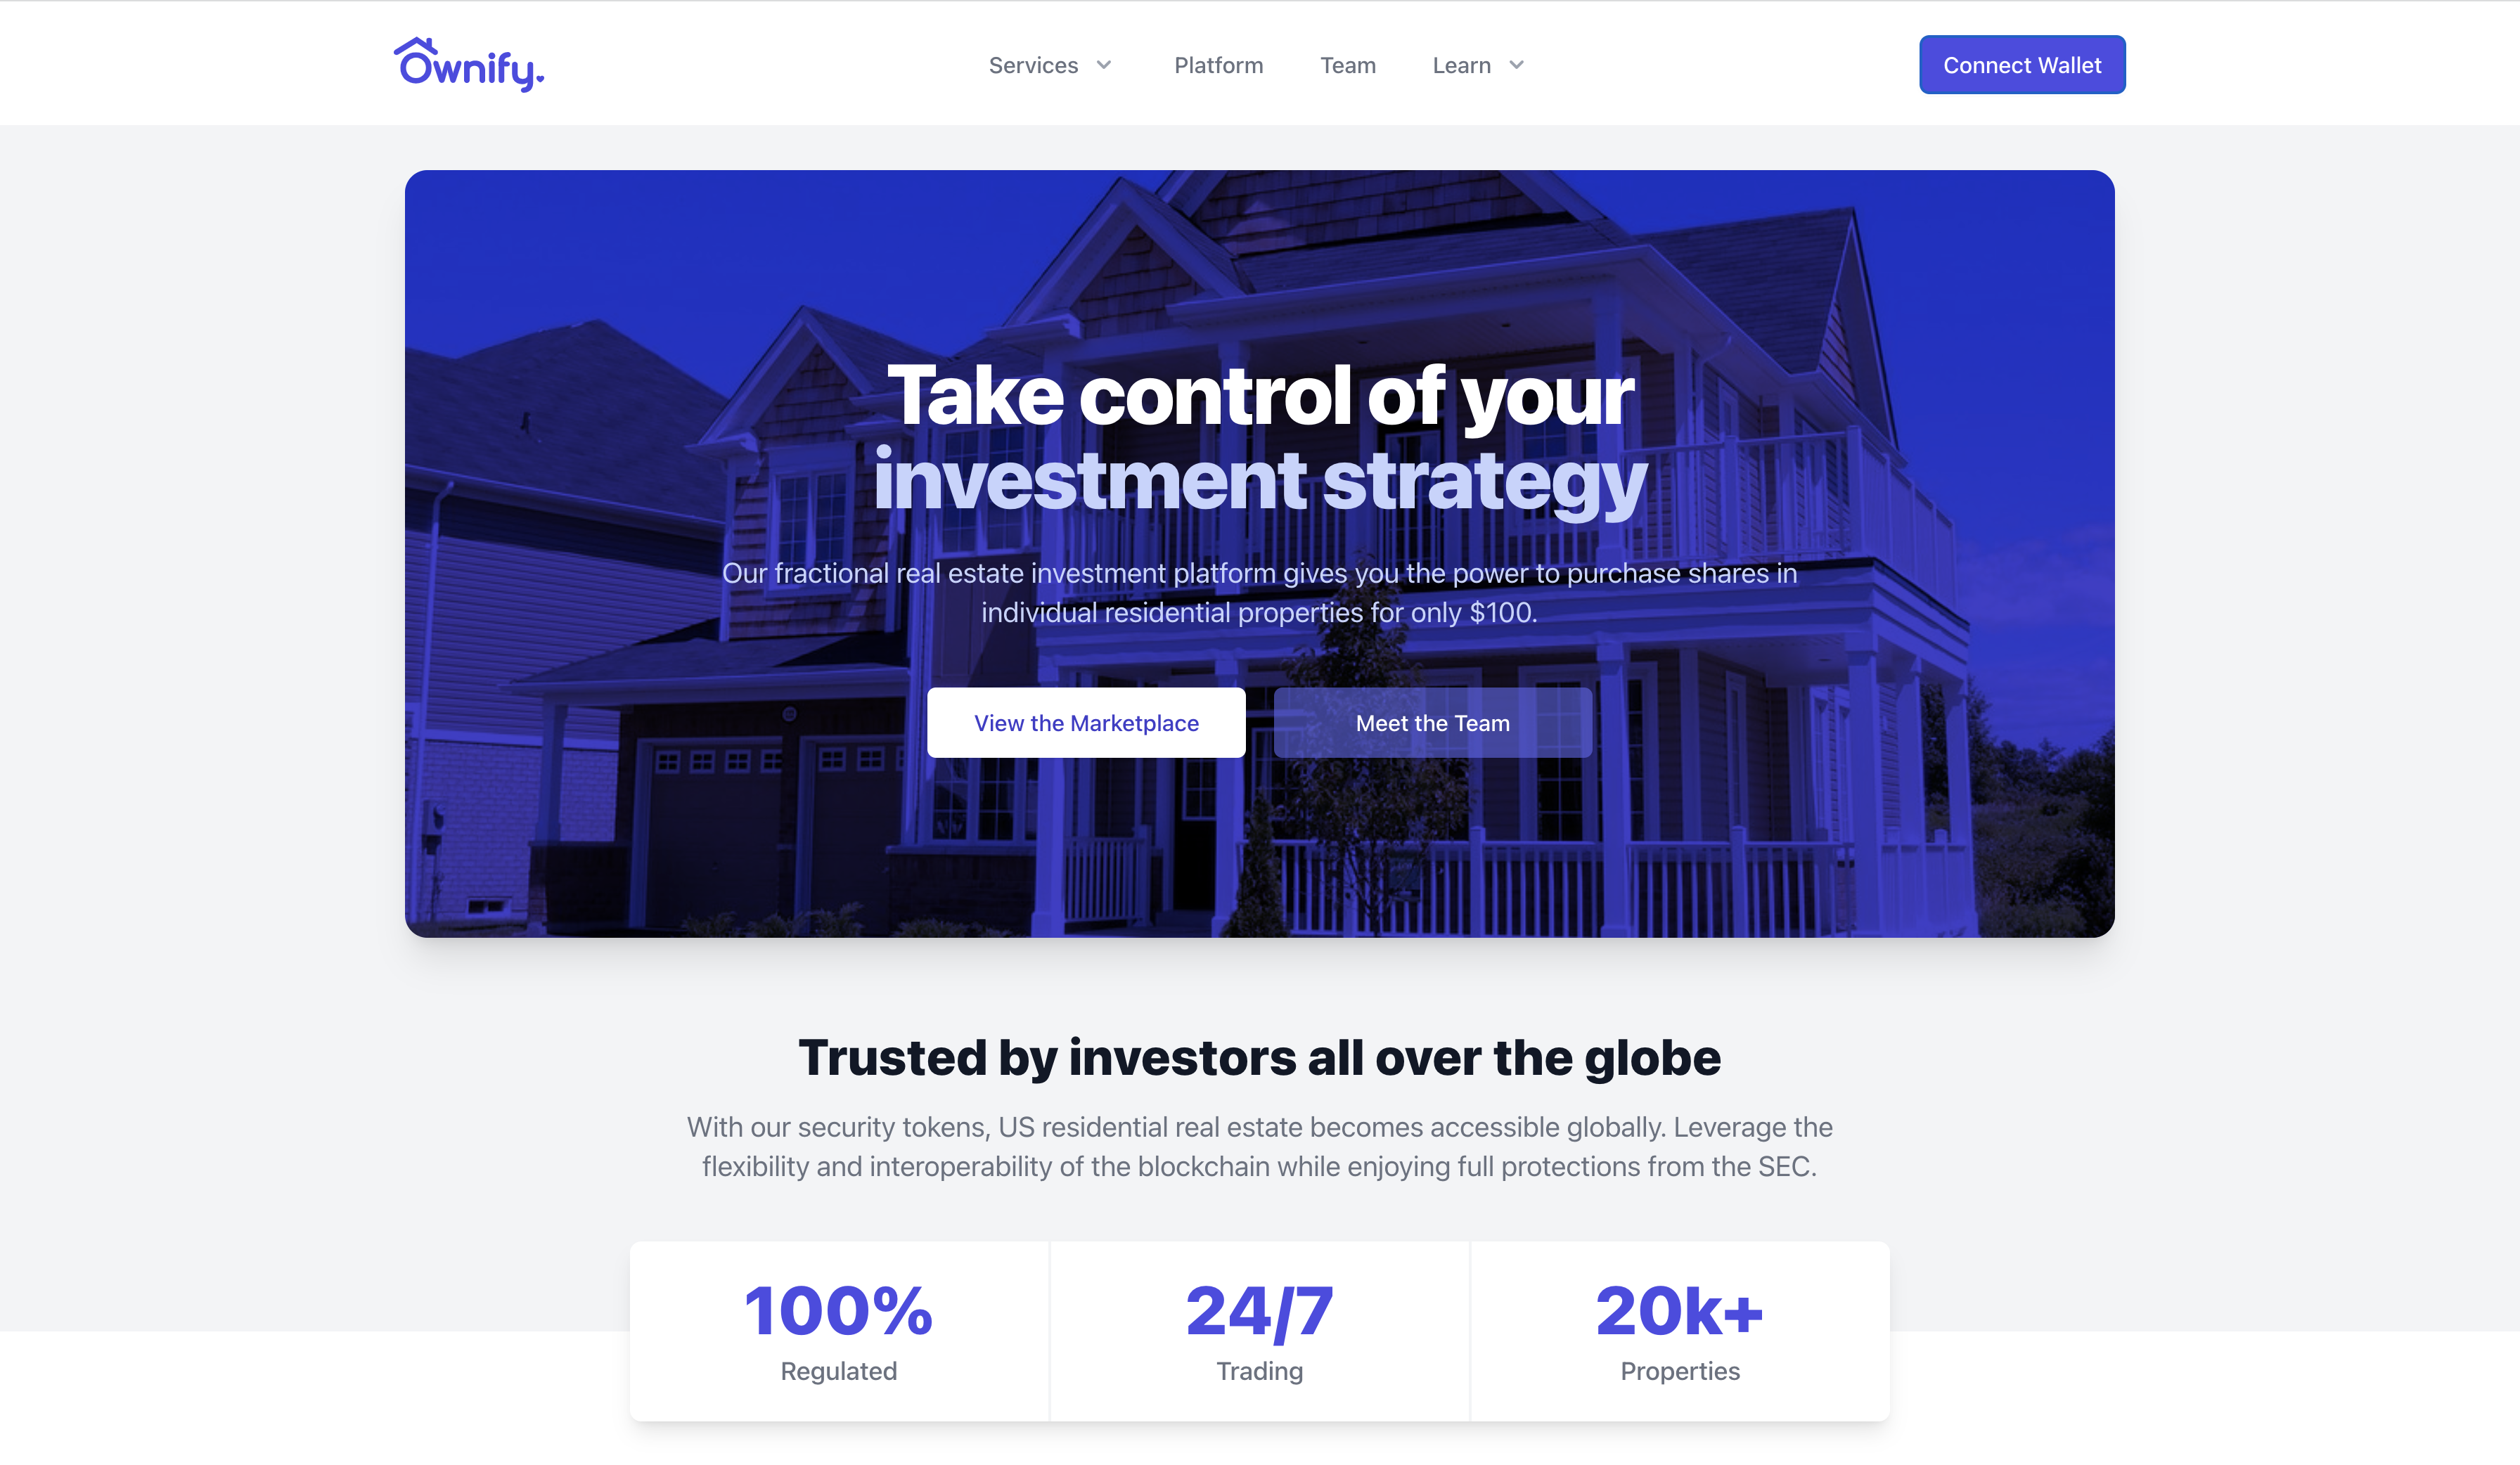 Ownify.
Services
Platform
Team
Learn
Connect Wallet
Take control of your
investment strategy
Our fractional real estate investment platform gives you the power to purchase shares in
individual residential properties for only $100.
View the Marketplace
Meet the Team
Trusted by investors all over the globe
With our security tokens, US residential real estate becomes accessible globally. Leverage the
flexibility and interoperability of the blockchain while enjoying full protections from the SEC.
100%
Regulated
24/7
Trading
20k+
Properties